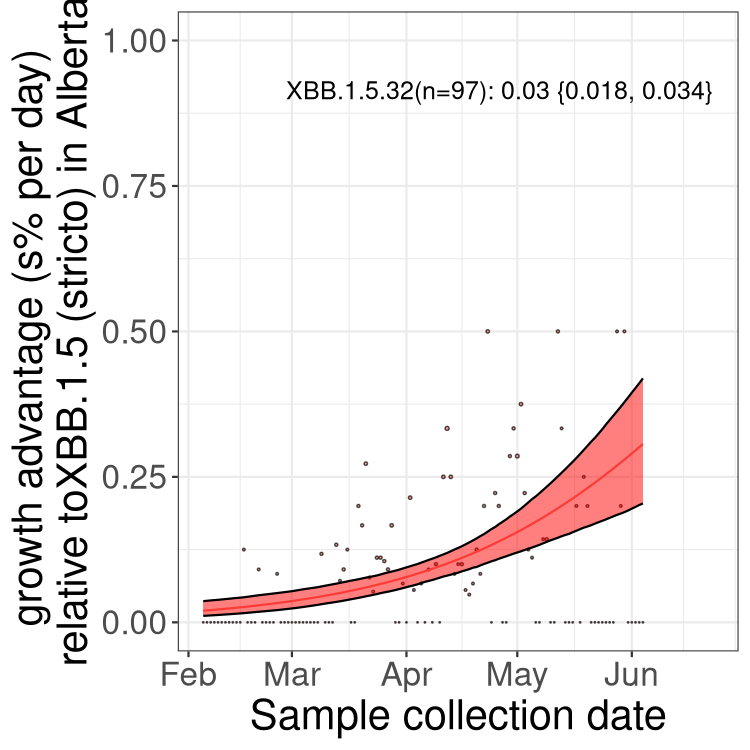 growth advantage (s% per day)
relative toXBB.1.5 (stricto) in Alberta
1.00
0.75
0.50
0.25
0.00
XBB.1.5.32(n=97): 0.03 {0.018, 0.034}
Feb Mar Apr May Jun
Sample collection date